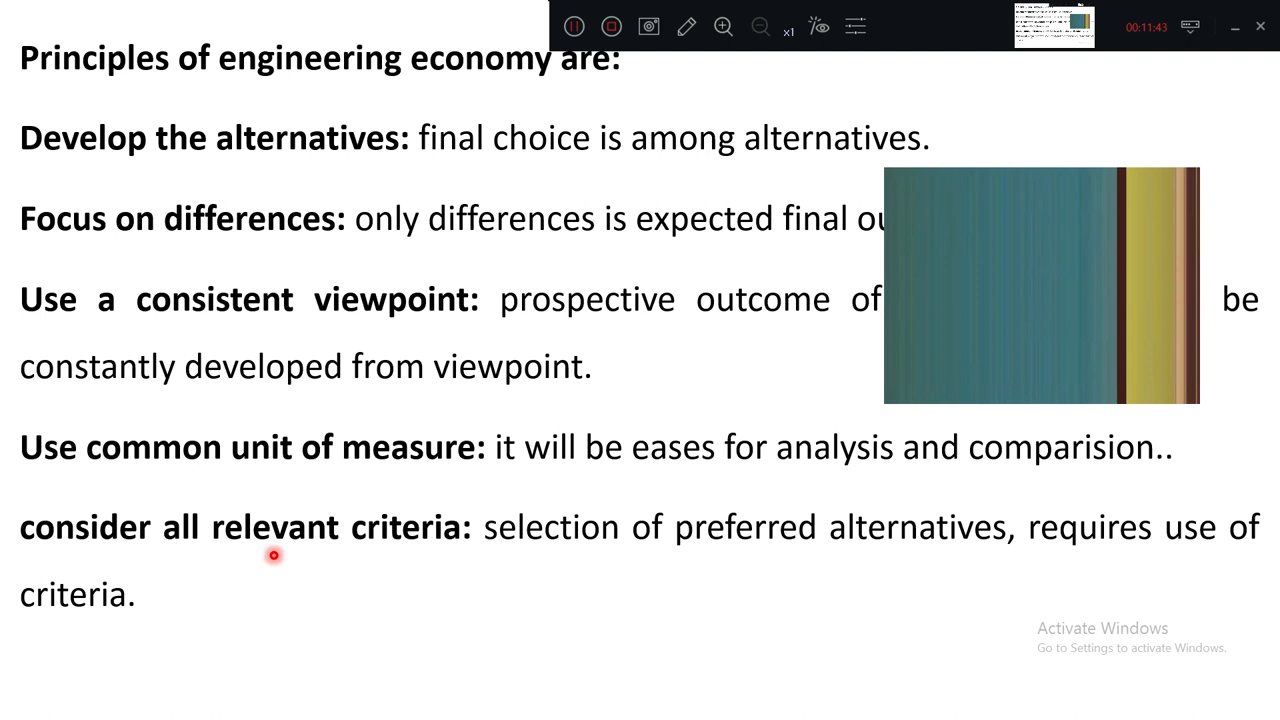 x1
00:11:43
Principles of engineering economy are:
Develop the alternatives: final choice is among alternatives.
Focus on differences: only differences is expected final
Use a consistent viewpoint: prospective outcome of be
constantly developed from viewpoint.
Use common unit of measure: it will be eases for analysis and comparision..
consider all relevant criteria: selection of preferred alternatives, requires use of
criteria.
Activate Windows
Go to Settings to activate Windows.